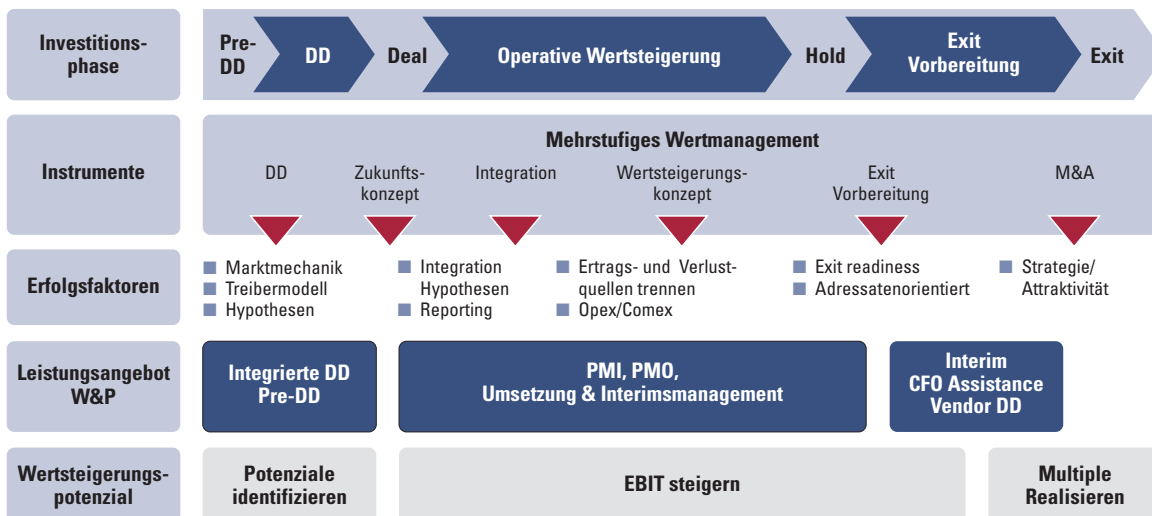 Investitions-
phase
Pre-
DD
DD
Deal
Operative Wertsteigerung
Hold
Exit
Vorbereitung
Exit
Instrumente
Mehrstufiges Wertmanagement
DD
Zukunfts-
konzept
Integration
Wertsteigerungs-
konzept
Exit
Vorbereitung
M&A
Erfolgsfaktoren
Marktmechanik
Treibermodell
Hypothesen
Integration
Hypothesen
Reporting
Ertrags- und Verlust-
quellen trennen
Opex/Comex
Exit readiness
Adressatenorientiert
Strategie/
Attraktivität
Leistungsangebot
W&P
Integrierte DD
Pre-DD
PMI, PMO,
Umsetzung & Interimsmanagement
Interim
CFO Assistance
Vendor DD
Wertsteigerungs-
potenzial
Potenziale
identifizieren
EBIT steigern
Multiple
Realisieren